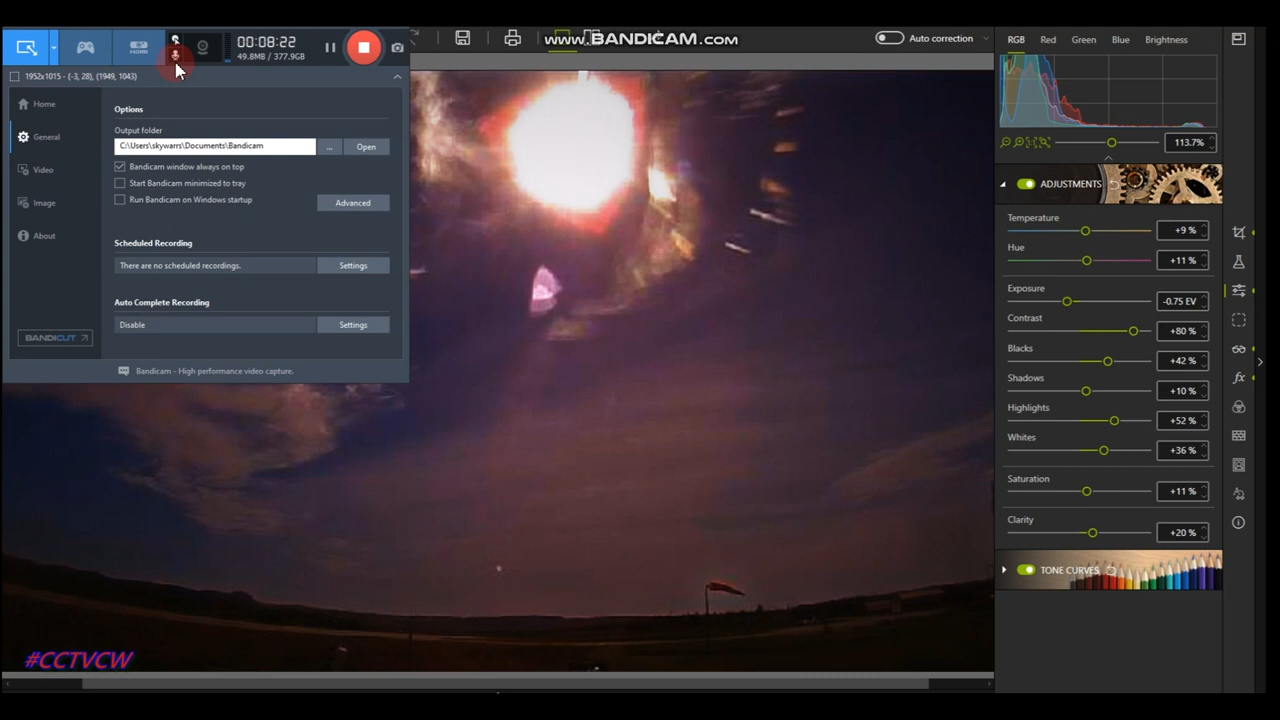 HDMI
00:08:22
49.8MB / 377.9GB
www.BANDICAM.com
Auto correction
1952x1015 - (-3, 28), (1949, 1043)
Home
General
Video
Image
About
BANDICUT
Options
Output folder
C:\Users\skywarrs\Documents\Bandicam
...
Open
Bandicam window always on top
Start Bandicam minimized to tray
Run Bandicam on Windows startup
Advanced
Scheduled Recording
There are no scheduled recordings.
Settings
Auto Complete Recording
Disable
Settings
Bandicam - High performance video capture.
RGB Red Green Blue Brightness
113.7%
ADJUSTMENTS
Temperature
+9 %
Hue
+11 %
Exposure
-0.75 EV
Contrast
+80 %
Blacks
+42 %
Shadows
+10 %
Highlights
+52 %
Whites
+36 %
Saturation
+11 %
Clarity
+20 %
TONE CURVES
fx
#CCTVCW